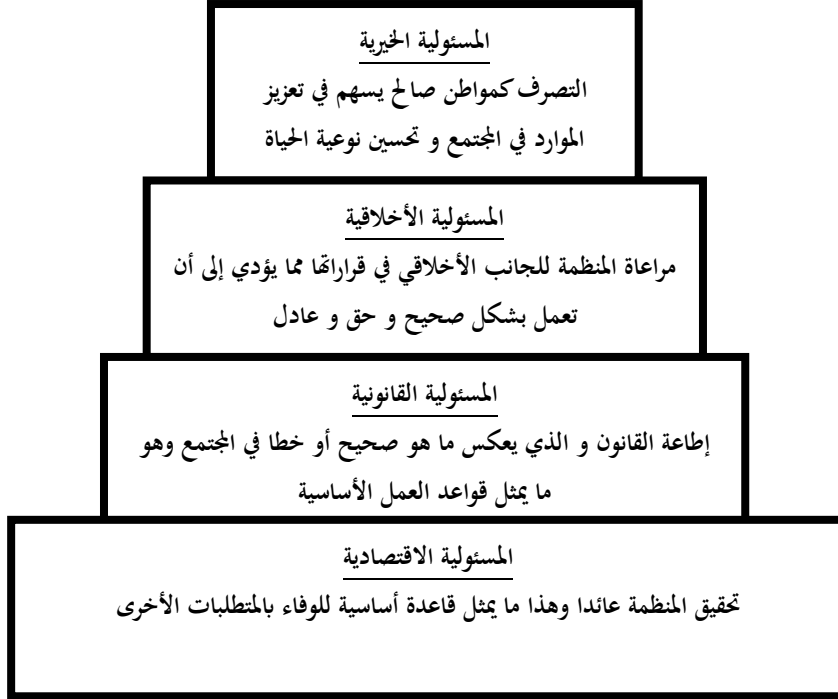 المسئولية الخيرية
التصرف كمواطن صالح يسهم في تعزيز
الموارد في المجتمع و تحسين نوعية الحياة
المسئولية الأخلاقية
مراعاة المنظمة للجانب الأخلاقي في قراراتها مما يؤدي إلى أن
تعمل بشكل صحيح و حق و عادل
المسئولية القانونية
إطاعة القانون و الذي يعكس ما هو صحيح أو خطا في المجتمع وهو
ما يمثل قواعد العمل الأساسية
المسئولية الاقتصادية
تحقيق المنظمة عائدا وهذا ما يمثل قاعدة أساسية للوفاء بالمتطلبات الأخرى